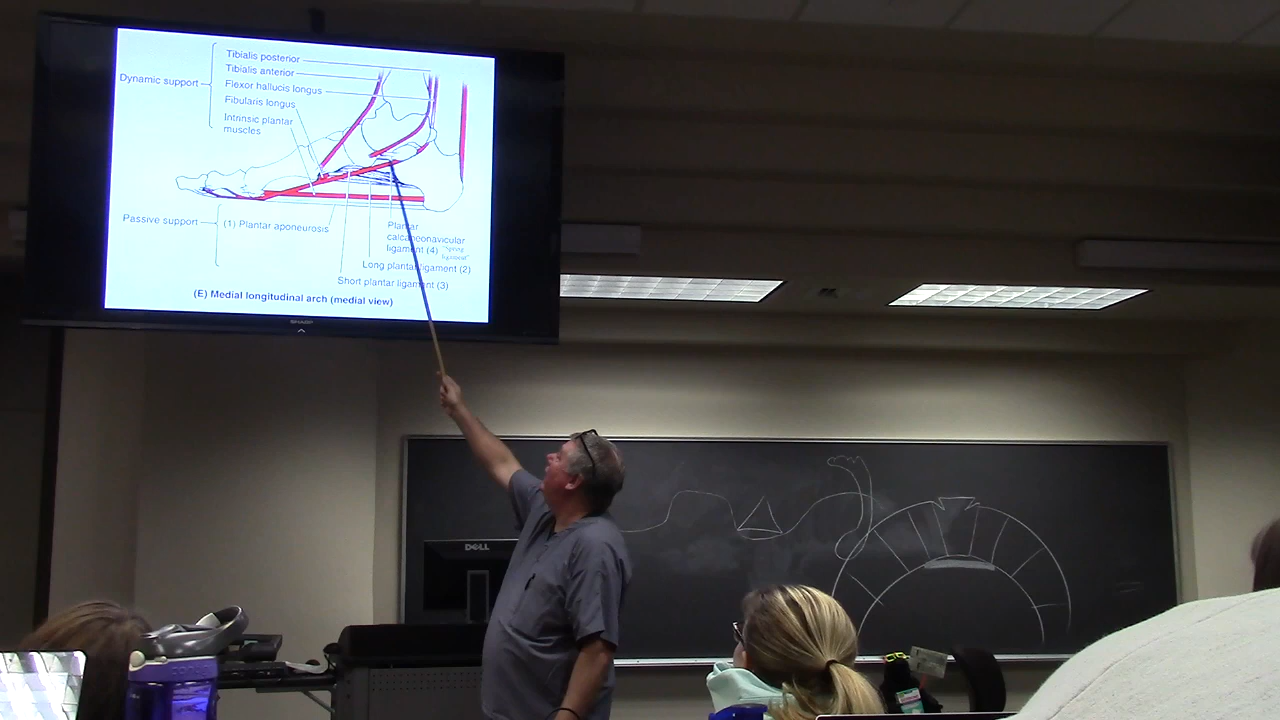 Tibialis posterior
Tibialis anterior
Dynamic support
Flexor hallucis longus
Fibularis longus
Intrinsic plantar
muscles
Passive support
(1) Plantar aponeurosis
Plantar
calcaneonavicular
ligament (4) "Spring
ligament"
Long plantar ligament (2)
Short plantar ligament (3)
(E) Medial longitudinal arch (medial view)
SHARP
DELL